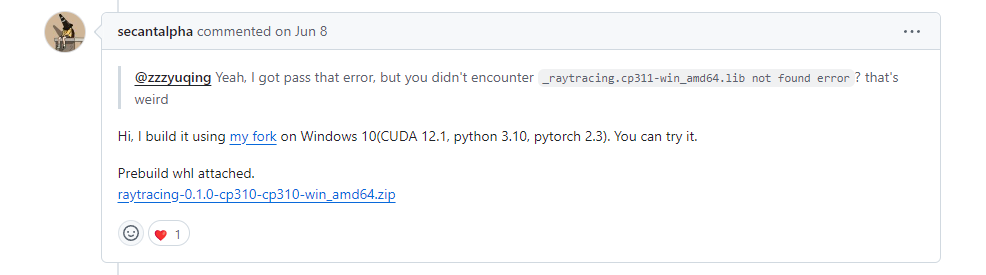 secantalpha commented on Jun 8
@zzzyuqing Yeah, I got pass that error, but you didn't encounter _raytracing.cp311-win_amd64.lib not found error? that's
weird
Hi, I build it using my fork on Windows 10(CUDA 12.1, python 3.10, pytorch 2.3). You can try it.
Prebuild whl attached.
raytracing-0.1.0-cp310-cp310-win_amd64.zip
1